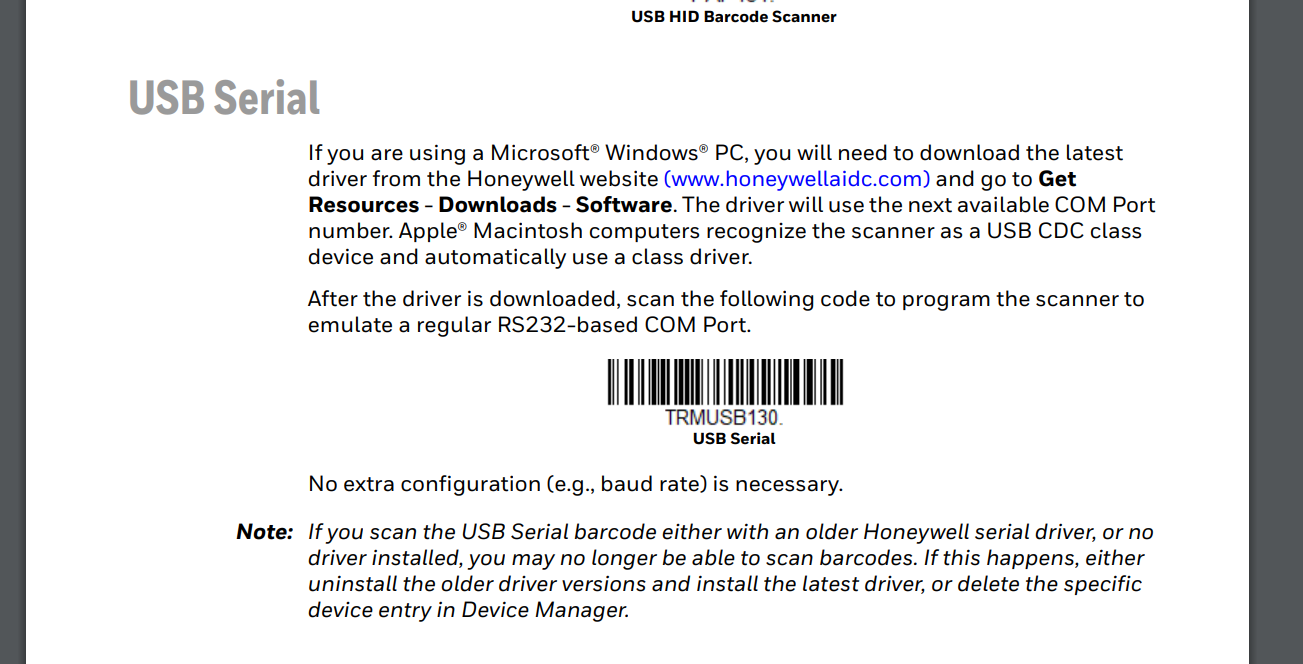 USB HID Barcode Scanner
USB Serial
If you are using a Microsoft® Windows® PC, you will need to download the latest
driver from the Honeywell website (www.honeywellaidc.com) and go to Get
Resources - Downloads - Software. The driver will use the next available COM Port
number. Apple® Macintosh computers recognize the scanner as a USB CDC class
device and automatically use a class driver.
After the driver is downloaded, scan the following code to program the scanner to
emulate a regular RS232-based COM Port.
TRMUSB130.
USB Serial
No extra configuration (e.g., baud rate) is necessary.
Note: If you scan the USB Serial barcode either with an older Honeywell serial driver, or no
driver installed, you may no longer be able to scan barcodes. If this happens, either
uninstall the older driver versions and install the latest driver, or delete the specific
device entry in Device Manager.